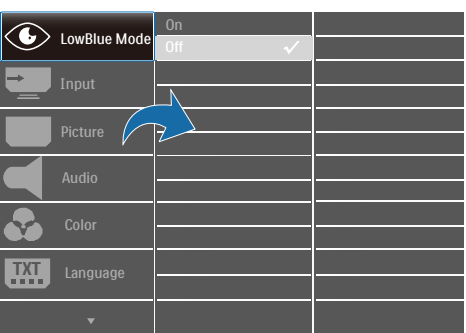 LowBlue Mode
On
Off
Input
Picture
Audio
Color
TXT
Language